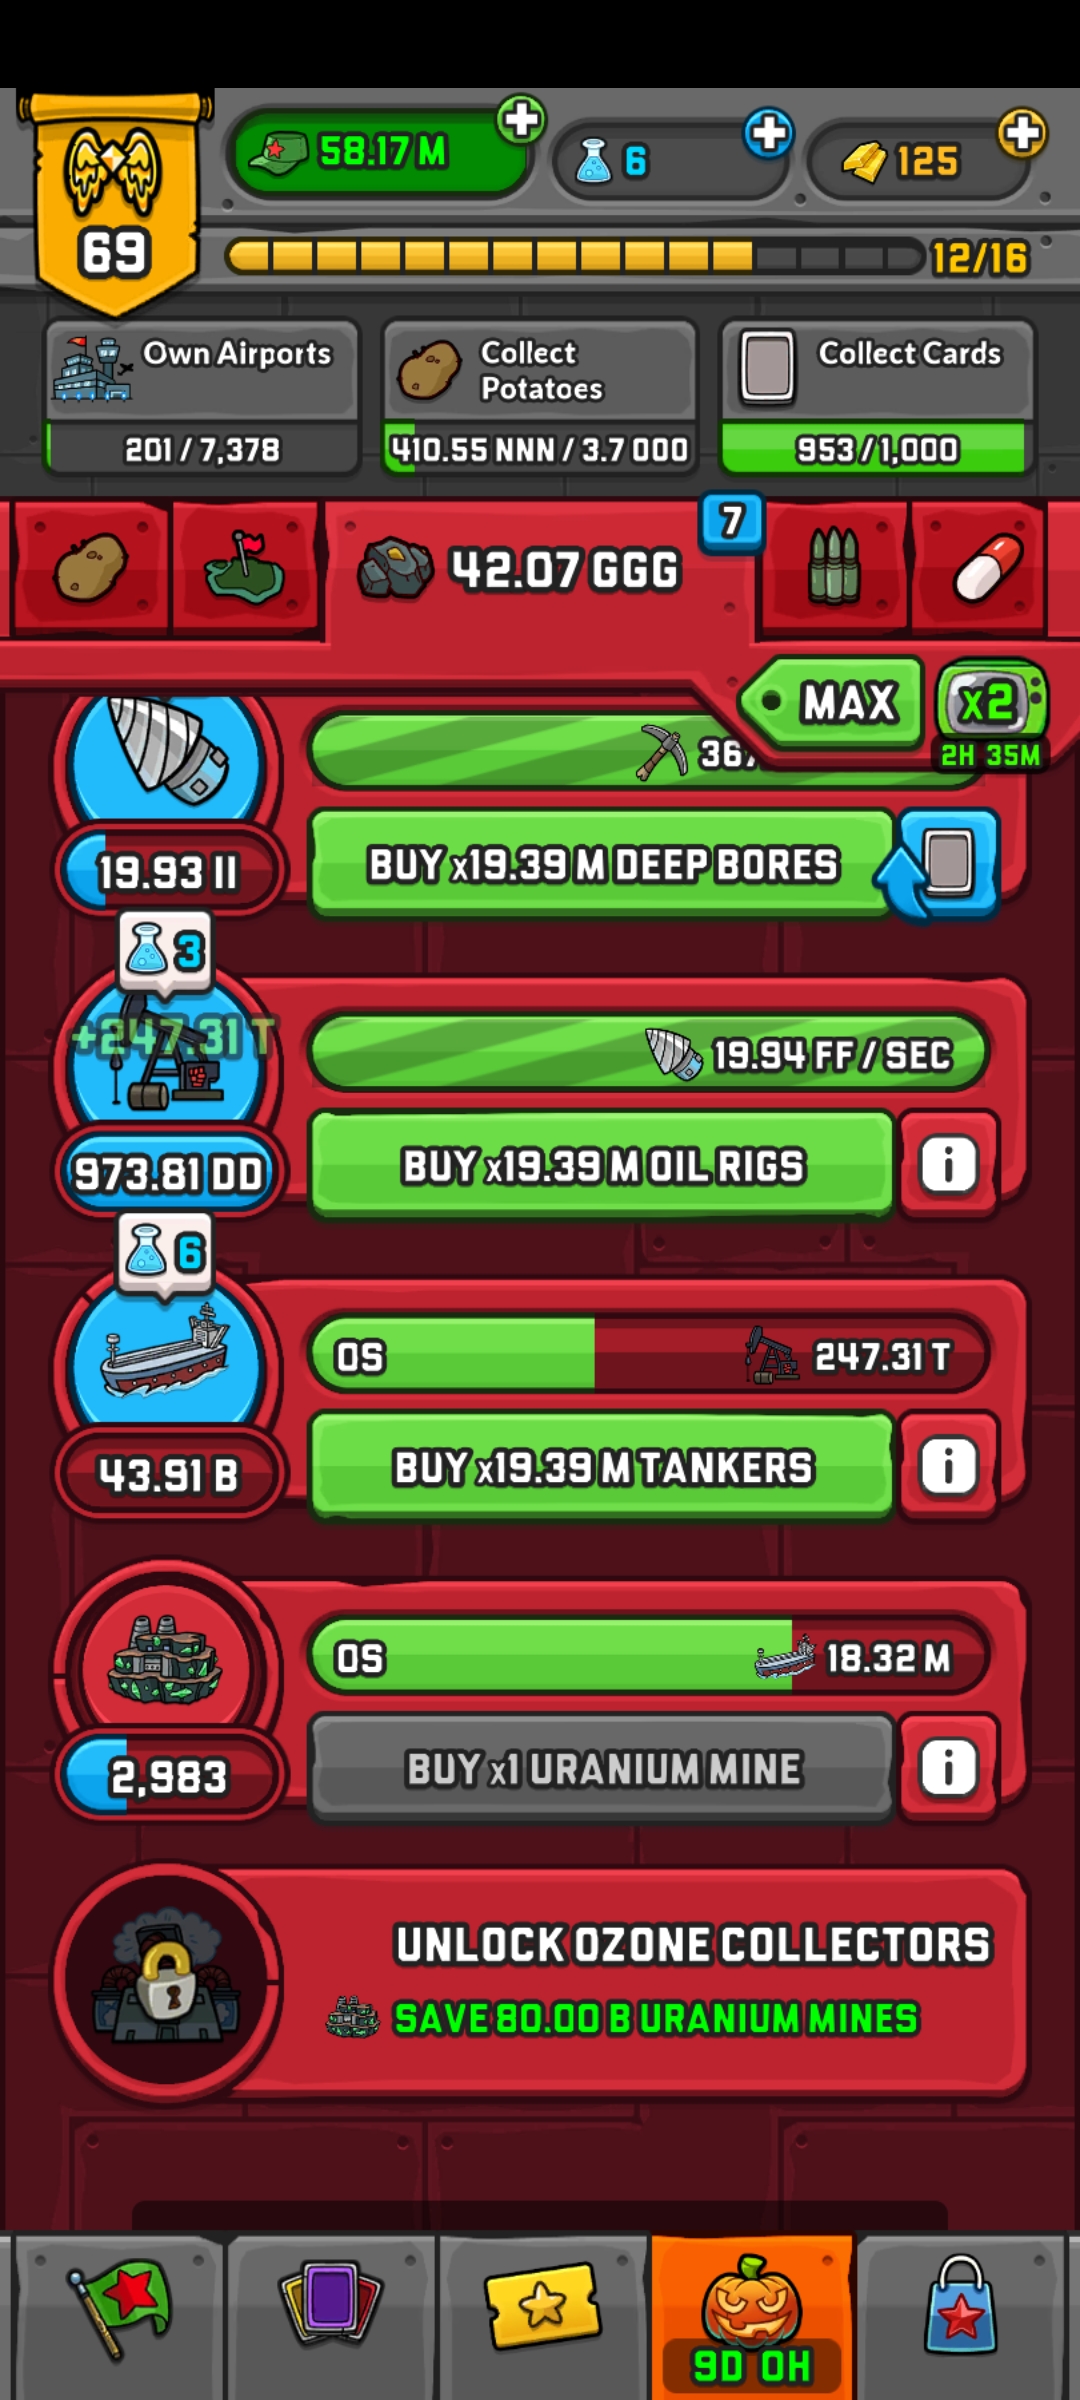 58.17 M
6
125
69
12/16
Own Airports
Collect
Potatoes
Collect Cards
201 / 7,378
410.55 NNN / 3.7 OOO
953 / 1,000
7
42.07 GGG
MAX
x2
2H 35M
19.93 II
BUY x19.39 M DEEP BORES
3
+247.31 T
19.94 FF / SEC
973.81 DD
BUY x19.39 M OIL RIGS
6
0S
247.31 T
43.91 B
BUY x19.39 M TANKERS
0S
18.32 M
2,983
BUY x1 URANIUM MINE
UNLOCK OZONE COLLECTORS
SAVE 80.00 B URANIUM MINES
9D 0H